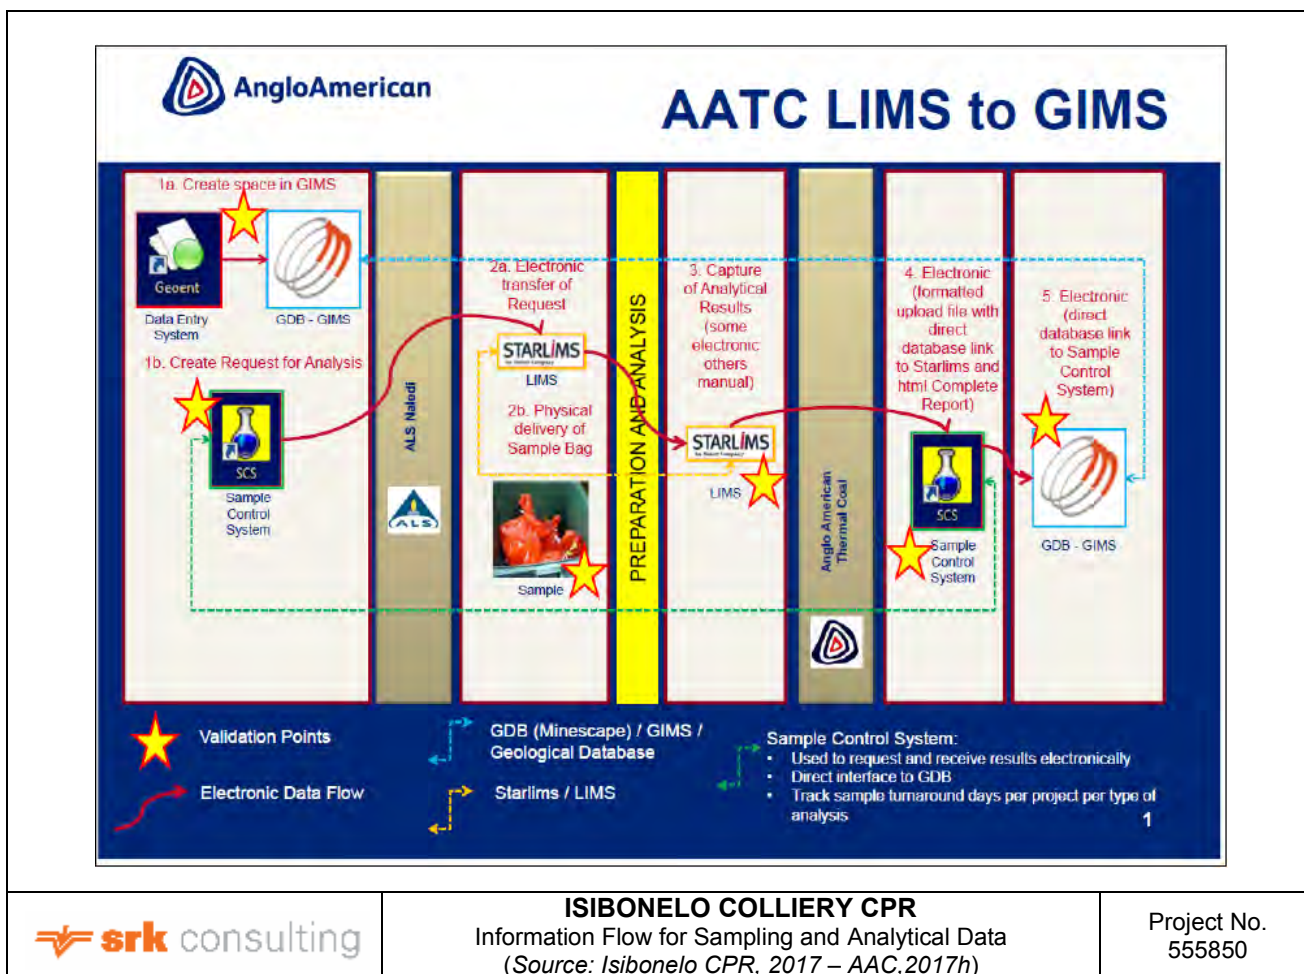 AngloAmerican
AATC LIMS to GIMS
1a. Create space in GIMS
Geoent
Data Entry
System
GDB - GIMS
1b. Create Request for Analysis
SCS
Sample
Control
System
ALS Nalodi
ALS
2a. Electronic
transfer of
Request
STARLIMS
LIMS
2b. Physical
delivery of
Sample Bag
Sample
PREPARATION AND ANALYSIS
3. Capture
of Analytical
Results
(some
electronic
others
manual)
STARLIMS
LIMS
Anglo American
Thermal Coal
4. Electronic
(formatted
upload file with
direct
database link
to Starlims and
html Complete
Report)
SCS
Sample
Control
System
5. Electronic
(direct
database link
to Sample
Control
System)
GDB - GIMS
Validation Points
Electronic Data Flow
GDB (Minescape) / GIMS /
Geological Database
Starlims / LIMS
Sample Control System:
• Used to request and receive results electronically
• Direct interface to GDB
• Track sample turnaround days per project per type of
analysis
1
srk consulting
ISIBONELO COLLIERY CPR
Information Flow for Sampling and Analytical Data
(Source: Isibonelo CPR, 2017 – AAC,2017h)
Project No.
555850